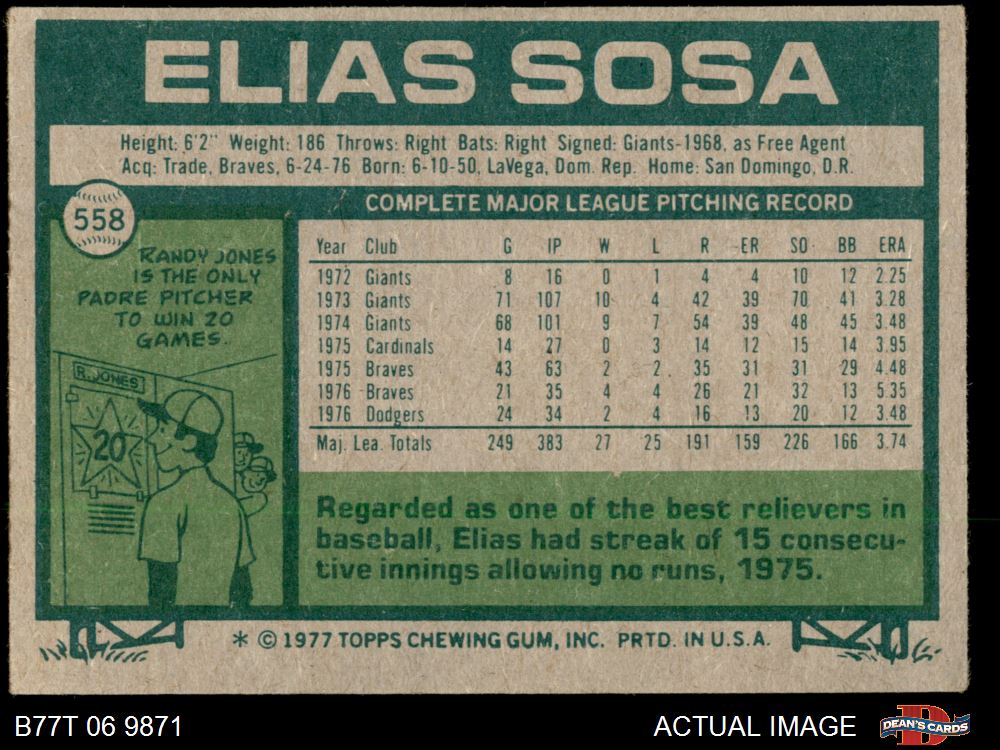 ELIAS SOSA
Height: 6'2" Weight: 186 Throws: Right Bats: Right Signed: Giants-1968, as Free Agent
Acq: Trade, Braves, 6-24-76 Born: 6-10-50, LaVega, Dom. Rep. Home: San Domingo, D.R.
558
RANDY JONES
IS THE ONLY
PADRE PITCHER
TO WIN 20
GAMES.
R. JONES
20
COMPLETE MAJOR LEAGUE PITCHING RECORD
Year Club G IP W L R ER SO BB ERA
1972 Giants 8 16 0 1 4 4 10 12 2.25
1973 Giants 71 107 10 4 42 39 70 41 3.28
1974 Giants 68 101 9 7 54 39 48 45 3.48
1975 Cardinals 14 27 0 3 14 12 15 14 3.95
1975 Braves 43 63 2 2 35 31 31 29 4.48
1976 Braves 21 35 4 4 26 21 32 13 5.35
1976 Dodgers 24 34 2 4 16 13 20 12 3.48
Maj. Lea. Totals 249 383 27 25 191 159 226 166 3.74
Regarded as one of the best relievers in
baseball, Elias had streak of 15 consecu-
tive innings allowing no runs, 1975.
* © 1977 TOPPS CHEWING GUM, INC. PRTD. IN U.S.A.
B77T 06 9871
ACTUAL IMAGE
DEAN'S CARDS